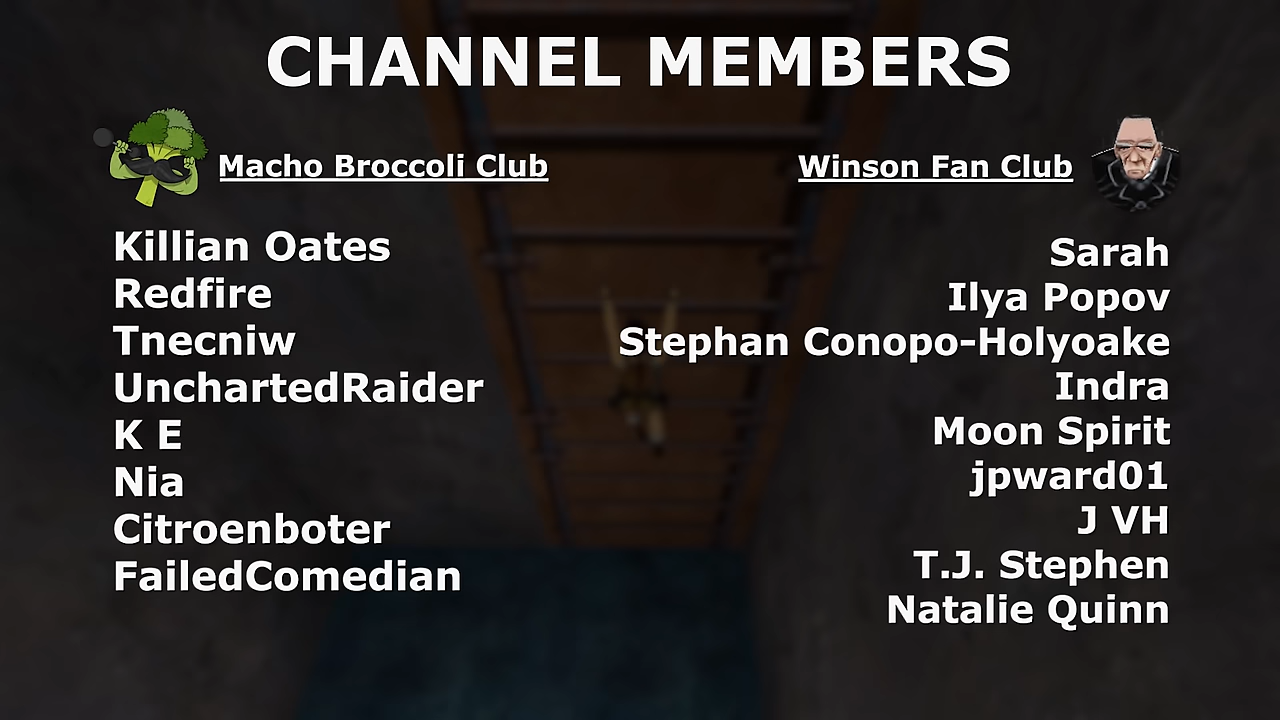 CHANNEL MEMBERS
Macho Broccoli Club
Killian Oates
Redfire
Tnecniw
UnchartedRaider
K E
Nia
Citroenboter
FailedComedian
Winson Fan Club
Sarah
Ilya Popov
Stephan Conopo-Holyoake
Indra
Moon Spirit
jpward01
J VH
T.J. Stephen
Natalie Quinn